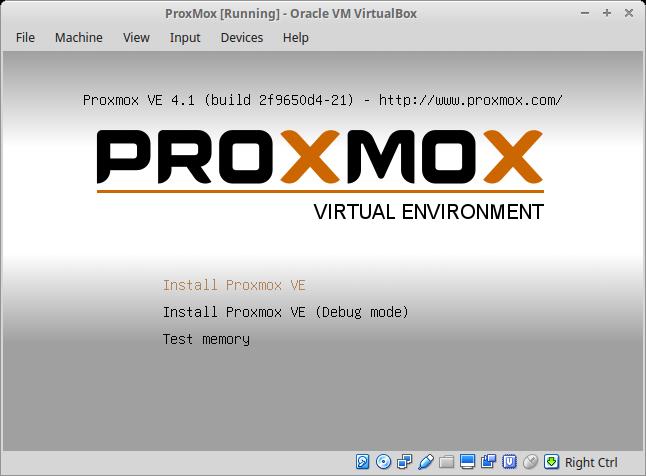 ProxMox [Running] - Oracle VM VirtualBox
File Machine View Input Devices Help
Proxmox VE 4.1 (build 2f9650d4-21) - http://www.proxmox.com/
PROXMOX
VIRTUAL ENVIRONMENT
Install Proxmox VE
Install Proxmox VE (Debug mode)
Test memory
Right Ctrl